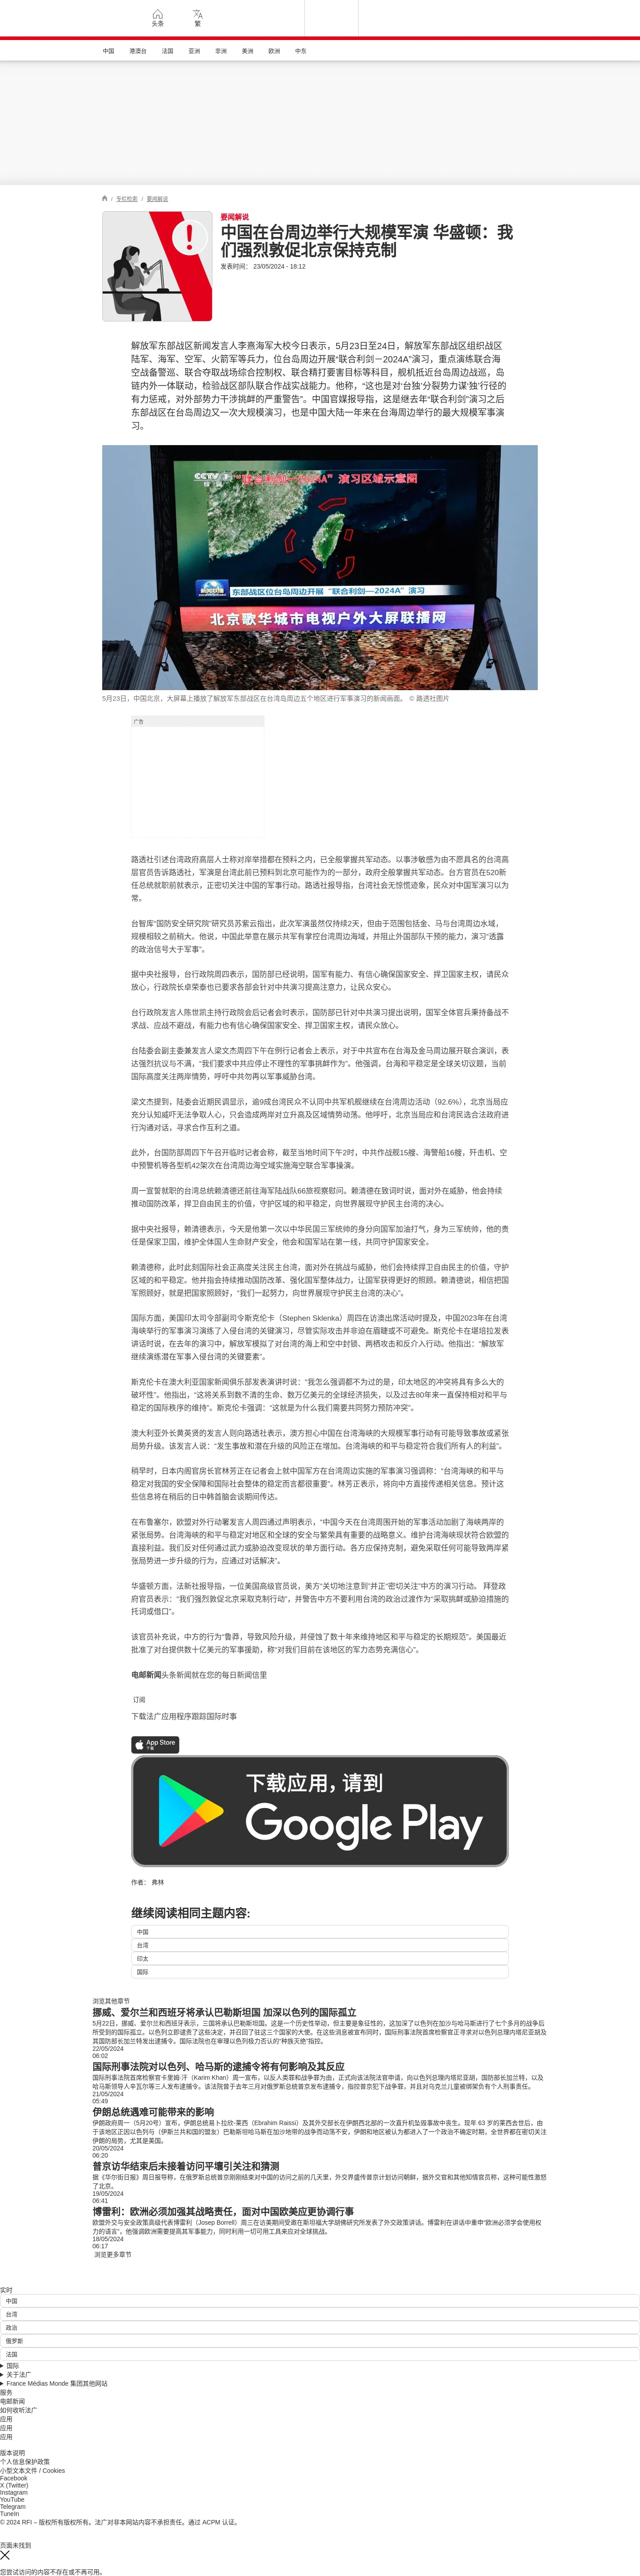 头条
繁
中国
港澳台
法国
亚洲
非洲
美洲
欧洲
中东
/ 专栏检索 / 要闻解说
要闻解说
中国在台周边举行大规模军演 华盛顿：我
们强烈敦促北京保持克制
发表时间： 23/05/2024 - 18:12
解放军东部战区新闻发言人李熹海军大校今日表示，5月23日至24日，解放军东部战区组织战区
陆军、海军、空军、火箭军等兵力，位台岛周边开展“联合利剑－2024A”演习，重点演练联合海
空战备警巡、联合夺取战场综合控制权、联合精打要害目标等科目，舰机抵近台岛周边战巡，岛
链内外一体联动，检验战区部队联合作战实战能力。他称，“这也是对‘台独’分裂势力谋‘独’行径的
有力惩戒，对外部势力干涉挑衅的严重警告”。中国官媒报导指，这是继去年“联合利剑”演习之后
东部战区在台岛周边又一次大规模演习，也是中国大陆一年来在台海周边举行的最大规模军事演
习。
CCTV
“联合利剑—2024A” 演习区域示意图
新闻联播
东部战区位台岛周边开展“联合利剑—2024A”演习
北京歌华城市电视户外大屏联播网
5月23日，中国北京，大屏幕上播放了解放军东部战区在台湾岛周边五个地区进行军事演习的新闻画面。 © 路透社图片
广告
路透社引述台湾政府高层人士称对岸举措都在预料之内，已全般掌握共军动态。以事涉敏感为由不愿具名的台湾高
层官员告诉路透社，军演是台湾此前已预料到北京可能作为的一部分，政府全般掌握共军动态。台方官员在520新
任总统就职前就表示，正密切关注中国的军事行动。路透社报导指，台湾社会无惊慌迹象，民众对中国军演习以为
常。
台智库“国防安全研究院”研究员苏紫云指出，此次军演虽然仅持续2天，但由于范围包括金、马与台湾周边水域，
规模相较之前稍大。他说，中国此举意在展示共军有掌控台湾周边海域，并阻止外国部队干预的能力，演习“透露
的政治信号大于军事”。
据中央社报导，台行政院周四表示，国防部已经说明，国军有能力、有信心确保国家安全、捍卫国家主权，请民众
放心，行政院长卓荣泰也已要求各部会针对中共演习提高注意力，让民众安心。
台行政院发言人陈世凯主持行政院会后记者会时表示，国防部已针对中共演习提出说明，国军全体官兵秉持备战不
求战、应战不避战，有能力也有信心确保国家安全、捍卫国家主权，请民众放心。
台陆委会副主委兼发言人梁文杰周四下午在例行记者会上表示，对于中共宣布在台海及金马周边展开联合演训，表
达强烈抗议与不满，“我们要求中共应停止不理性的军事挑衅作为”。他强调，台海和平稳定是全球关切议题，当前
国际高度关注两岸情势，呼吁中共勿再以军事威胁台湾。
梁文杰提到，陆委会近期民调显示，逾9成台湾民众不认同中共军机舰继续在台湾周边活动（92.6%），北京当局应
充分认知威吓无法争取人心，只会造成两岸对立升高及区域情势动荡。他呼吁，北京当局应和台湾民选合法政府进
行沟通对话，寻求合作互利之道。
此外，台国防部周四下午召开临时记者会称，截至当地时间下午2时，中共作战舰15艘、海警船16艘，歼击机、空
中预警机等各型机42架次在台湾周边海空域实施海空联合军事操演。
周一宣誓就职的台湾总统赖清德还前往海军陆战队66旅视察慰问。赖清德在致词时说，面对外在威胁，他会持续
推动国防改革，捍卫自由民主的价值，守护区域的和平稳定，向世界展现守护民主台湾的决心。
据中央社报导，赖清德表示，今天是他第一次以中华民国三军统帅的身分向国军加油打气，身为三军统帅，他的责
任是保家卫国，维护全体国人生命财产安全，他会和国军站在第一线，共同守护国家安全。
赖清德称，此时此刻国际社会正高度关注民主台湾，面对外在挑战与威胁，他们会持续捍卫自由民主的价值，守护
区域的和平稳定。他并指会持续推动国防改革、强化国军整体战力，让国军获得更好的照顾。赖清德说，相信把国
军照顾好，就是把国家照顾好，“我们一起努力，向世界展现守护民主台湾的决心”。
国际方面，美国印太司令部副司令斯克伦卡（Stephen Sklenka）周四在访澳出席活动时提及，中国2023年在台湾
海峡举行的军事演习演练了入侵台湾的关键演习，尽管实际攻击并非迫在眉睫或不可避免。斯克伦卡在堪培拉发表
讲话时说，在去年的演习中，解放军模拟了对台湾的海上和空中封锁、两栖攻击和反介入行动。他指出：“解放军
继续演练潜在军事入侵台湾的关键要素”。
斯克伦卡在澳大利亚国家新闻俱乐部发表演讲时说：“我怎么强调都不为过的是，印太地区的冲突将具有多么大的
破坏性”。他指出，“这将关系到数不清的生命、数万亿美元的全球经济损失，以及过去80年来一直保持相对和平与
稳定的国际秩序的维持”。斯克伦卡强调：“这就是为什么我们需要共同努力预防冲突”。
澳大利亚外长黄英贤的发言人则向路透社表示，澳方担心中国在台湾海峡的大规模军事行动有可能导致事故或紧张
局势升级。该发言人说：“发生事故和潜在升级的风险正在增加。台湾海峡的和平与稳定符合我们所有人的利益”。
稍早时，日本内阁官房长官林芳正在记者会上就中国军方在台湾周边实施的军事演习强调称：“台湾海峡的和平与
稳定对我国的安全保障和国际社会整体的稳定而言都很重要”。林芳正表示，将向中方直接传递相关信息。预计这
些信息将在稍后的日中韩首脑会谈期间传达。
在布鲁塞尔，欧盟对外行动署发言人周四通过声明表示，“中国今天在台湾周围开始的军事活动加剧了海峡两岸的
紧张局势。台湾海峡的和平与稳定对地区和全球的安全与繁荣具有重要的战略意义。维护台湾海峡现状符合欧盟的
直接利益。我们反对任何通过武力或胁迫改变现状的单方面行动。各方应保持克制，避免采取任何可能导致两岸紧
张局势进一步升级的行为，应通过对话解决”。
华盛顿方面，法新社报导指，一位美国高级官员说，美方“关切地注意到”并正“密切关注”中方的演习行动。 拜登政
府官员表示：“我们强烈敦促北京采取克制行动”，并警告中方不要利用台湾的政治过渡作为“采取挑衅或胁迫措施的
托词或借口”。
该官员补充说，中方的行为“鲁莽，导致风险升级，并侵蚀了数十年来维持地区和平与稳定的长期规范”。美国最近
批准了对台提供数十亿美元的军事援助，称“对我们目前在该地区的军力态势充满信心”。
电邮新闻头条新闻就在您的每日新闻信里
订阅
下载法广应用程序跟踪国际时事
App Store
下载
下载应用，请到
Google Play
作者： 弗林
继续阅读相同主题内容:
中国
台湾
印太
国际
浏览其他章节
挪威、爱尔兰和西班牙将承认巴勒斯坦国 加深以色列的国际孤立
5月22日，挪威、爱尔兰和西班牙表示，三国将承认巴勒斯坦国。这是一个历史性举动，但主要是象征性的，这加深了以色列在加沙与哈马斯进行了七个多月的战争后
所受到的国际孤立。以色列立即谴责了这些决定，并召回了驻这三个国家的大使。在这些消息被宣布同时，国际刑事法院首席检察官正寻求对以色列总理内塔尼亚胡及
其国防部长加兰特发出逮捕令。国际法院也在审理以色列极力否认的“种族灭绝”指控。
22/05/2024
06:02
国际刑事法院对以色列、哈马斯的逮捕令将有何影响及其反应
国际刑事法院首席检察官卡里姆·汗（Karim Khan）周一宣布，以反人类罪和战争罪为由，正式向该法院法官申请，向以色列总理内塔尼亚胡，国防部长加兰特，以及
哈马斯领导人辛瓦尔等三人发布逮捕令。该法院曾于去年三月对俄罗斯总统普京发布逮捕令，指控普京犯下战争罪，并且对乌克兰儿童被绑架负有个人刑事责任。
21/05/2024
05:49
伊朗总统遇难可能带来的影响
伊朗政府周一（5月20号）宣布，伊朗总统易卜拉欣-莱西（Ebrahim Raissi）及其外交部长在伊朗西北部的一次直升机坠毁事故中丧生。现年 63 岁的莱西去世后，由
于该地区正因以色列与（伊斯兰共和国的盟友）巴勒斯坦哈马斯在加沙地带的战争而动荡不安，伊朗和地区被认为都进入了一个政治不确定时期，全世界都在密切关注
伊朗的局势，尤其是美国。
20/05/2024
06:20
普京访华结束后未接着访问平壤引关注和猜测
据《华尔街日报》周日报导称，在俄罗斯总统普京刚刚结束对中国的访问之前的几天里，外交界盛传普京计划访问朝鲜，据外交官和其他知情官员称，这种可能性激怒
了北京。
19/05/2024
06:41
博雷利：欧洲必须加强其战略责任，面对中国欧美应更协调行事
欧盟外交与安全政策高级代表博雷利（Josep Borrell）周三在访美期间受邀在斯坦福大学胡佛研究所发表了外交政策讲话。博雷利在讲话中重申“欧洲必须学会使用权
力的语言”，他强调欧洲需要提高其军事能力，同时利用一切可用工具来应对全球挑战。
18/05/2024
06:17
浏览更多章节
实时
中国
台湾
政治
俄罗斯
法国
国际
关于法广
France Médias Monde 集团其他网站
服务
电邮新闻
如何收听法广
应用
应用
应用
版本说明
个人信息保护政策
小型文本文件 / Cookies
Facebook
X (Twitter)
Instagram
YouTube
Telegram
TuneIn
© 2024 RFI – 版权所有版权所有。法广对非本网站内容不承担责任。通过 ACPM 认证。
页面未找到
您尝试访问的内容不存在或不再可用。